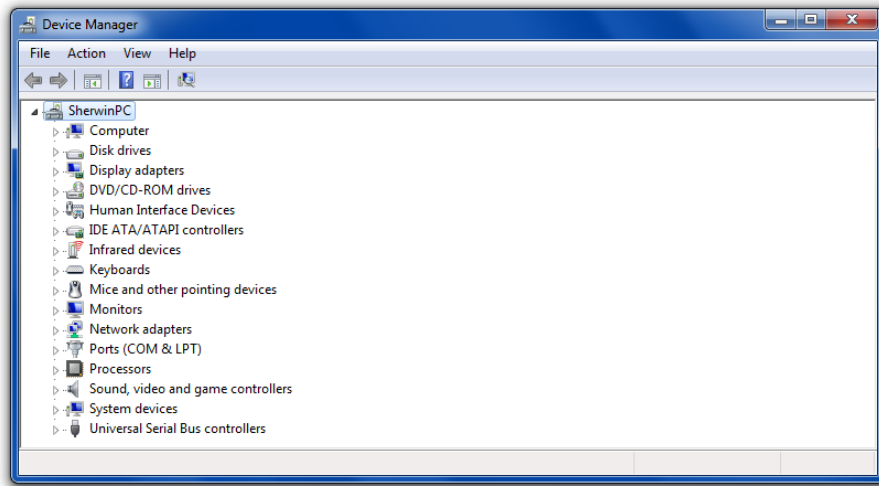 Device Manager
File Action View Help
SherwinPC
Computer
Disk drives
Display adapters
DVD/CD-ROM drives
Human Interface Devices
IDE ATA/ATAPI controllers
Infrared devices
Keyboards
Mice and other pointing devices
Monitors
Network adapters
Ports (COM & LPT)
Processors
Sound, video and game controllers
System devices
Universal Serial Bus controllers